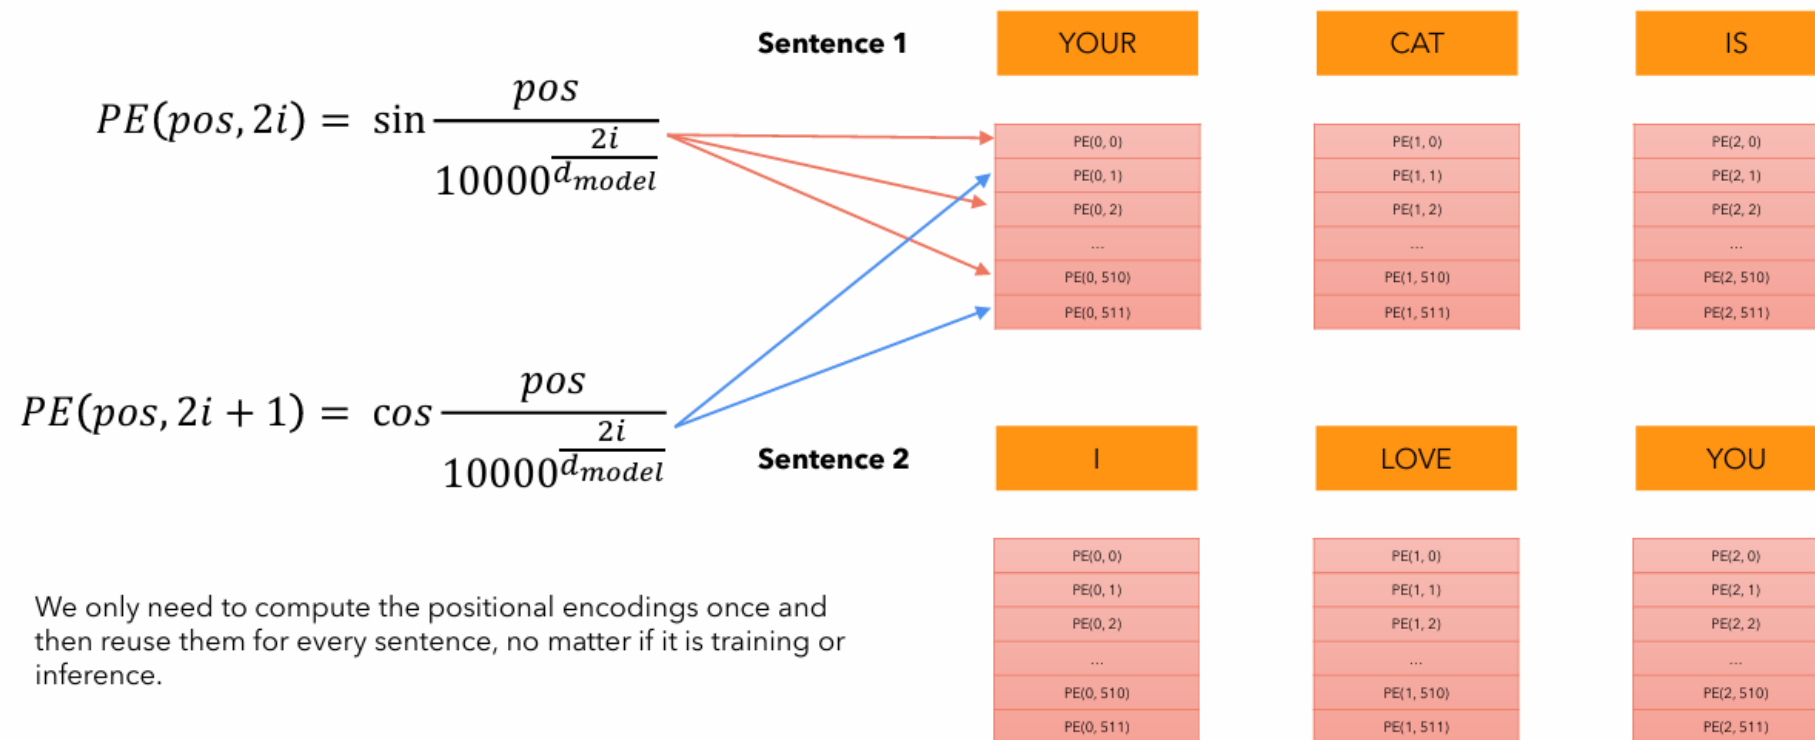 Sentence 1
YOUR CAT IS
PE(pos, 2i) = sin pos / 10000^(2i/d_model)
PE(0, 0) PE(1, 0) PE(2, 0)
PE(0, 1) PE(1, 1) PE(2, 1)
PE(0, 2) PE(1, 2) PE(2, 2)
... ... ...
PE(0, 510) PE(1, 510) PE(2, 510)
PE(0, 511) PE(1, 511) PE(2, 511)
PE(pos, 2i + 1) = cos pos / 10000^(2i/d_model)
Sentence 2
I LOVE YOU
PE(0, 0) PE(1, 0) PE(2, 0)
PE(0, 1) PE(1, 1) PE(2, 1)
PE(0, 2) PE(1, 2) PE(2, 2)
... ... ...
PE(0, 510) PE(1, 510) PE(2, 510)
PE(0, 511) PE(1, 511) PE(2, 511)
We only need to compute the positional encodings once and
then reuse them for every sentence, no matter if it is training or
inference.